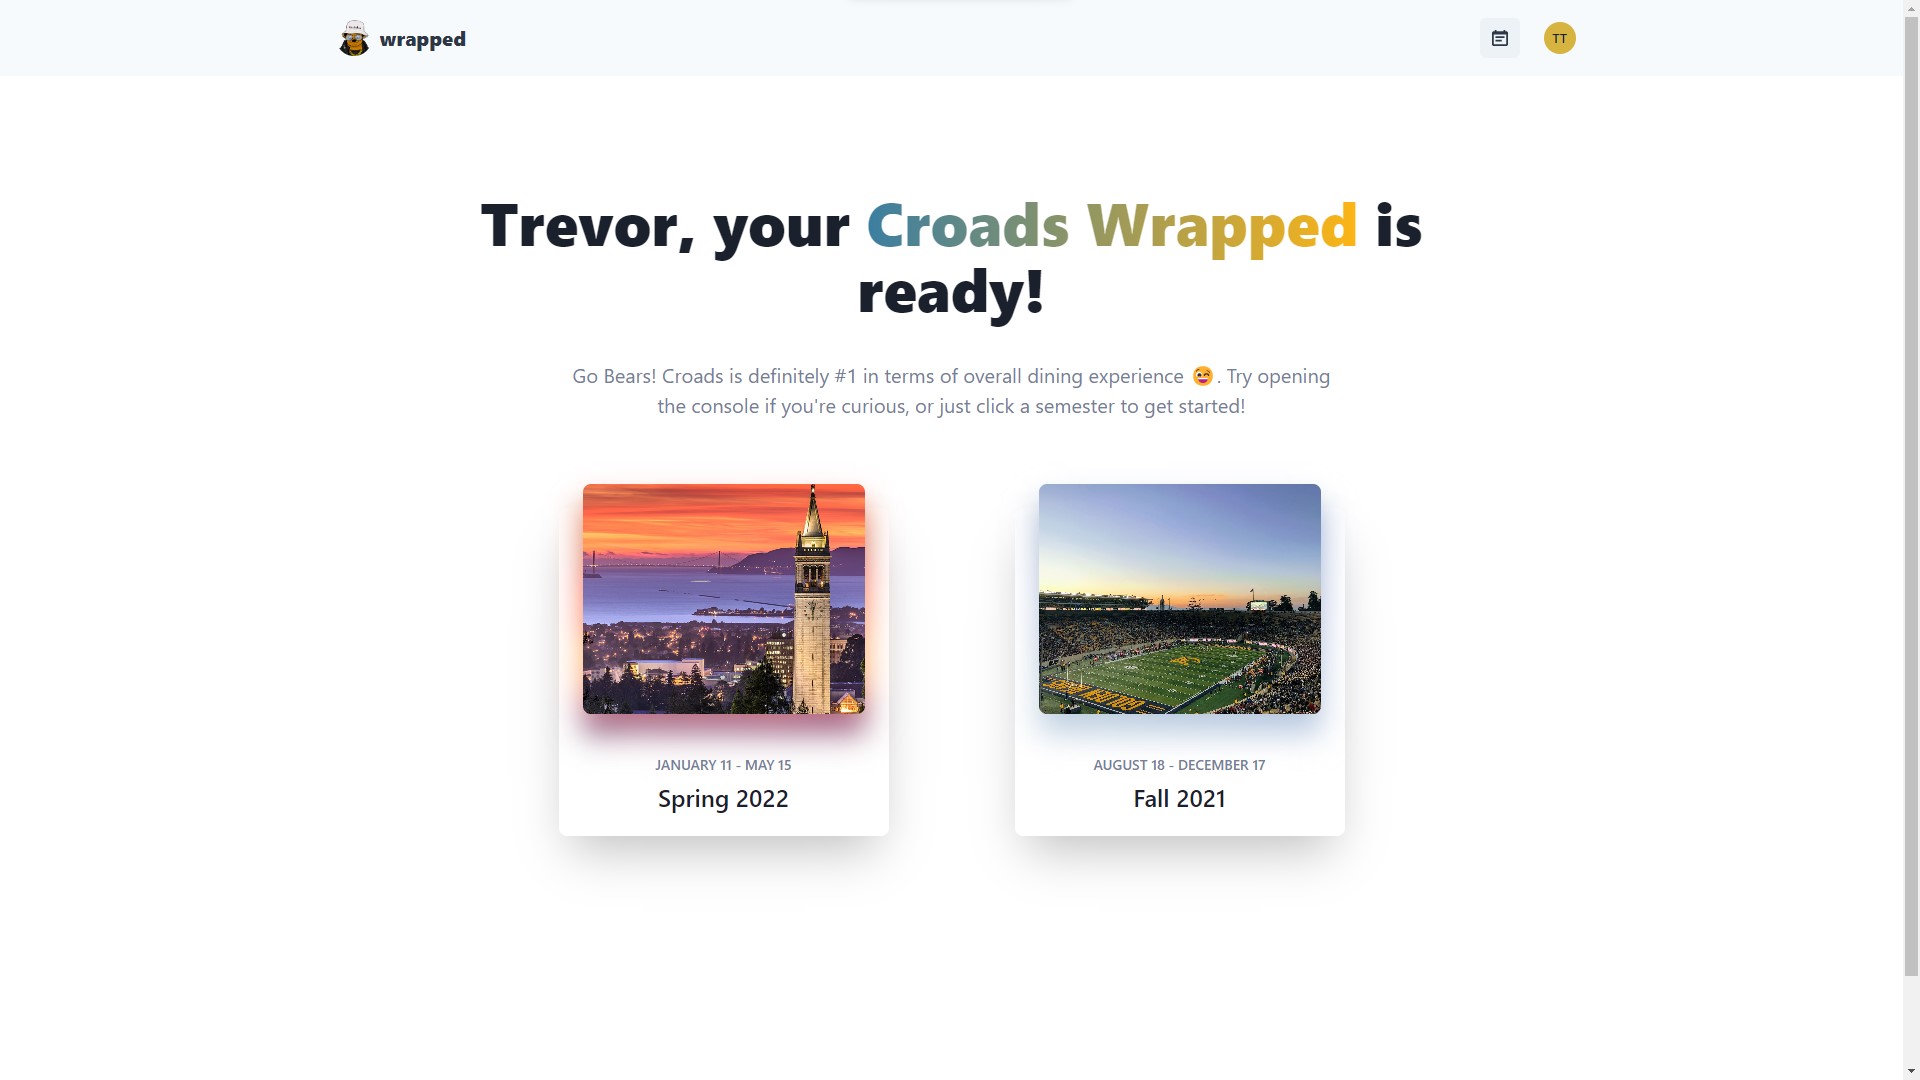 wrapped
TT
Trevor, your Croads Wrapped is
ready!
Go Bears! Croads is definitely #1 in terms of overall dining experience 😄. Try opening
the console if you're curious, or just click a semester to get started!
JANUARY 11 - MAY 15
Spring 2022
AUGUST 18 - DECEMBER 17
Fall 2021